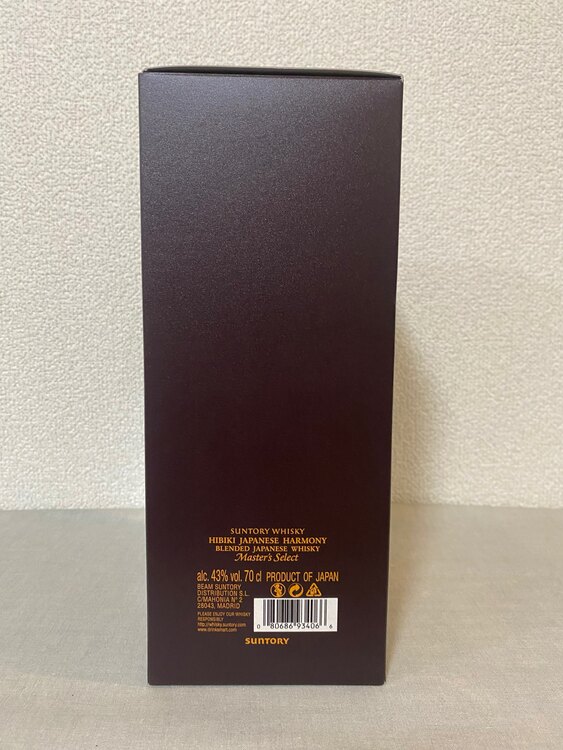 SUNTORY WHISKY
HIBIKI JAPANESE HARMONY
BLENDED JAPANESE WHISKY
Master's Select
alc. 43% vol. 70 cl PRODUCT OF JAPAN
BEAM SUNTORY
DISTRIBUTION S.L.
C/MAHONIA Nº 2
28043, MADRID
PLEASE ENJOY OUR WHISKY
RESPONSIBLY
http://whisky.suntory.com
www.drinksmart.com
0 80686 93406 6
SUNTORY